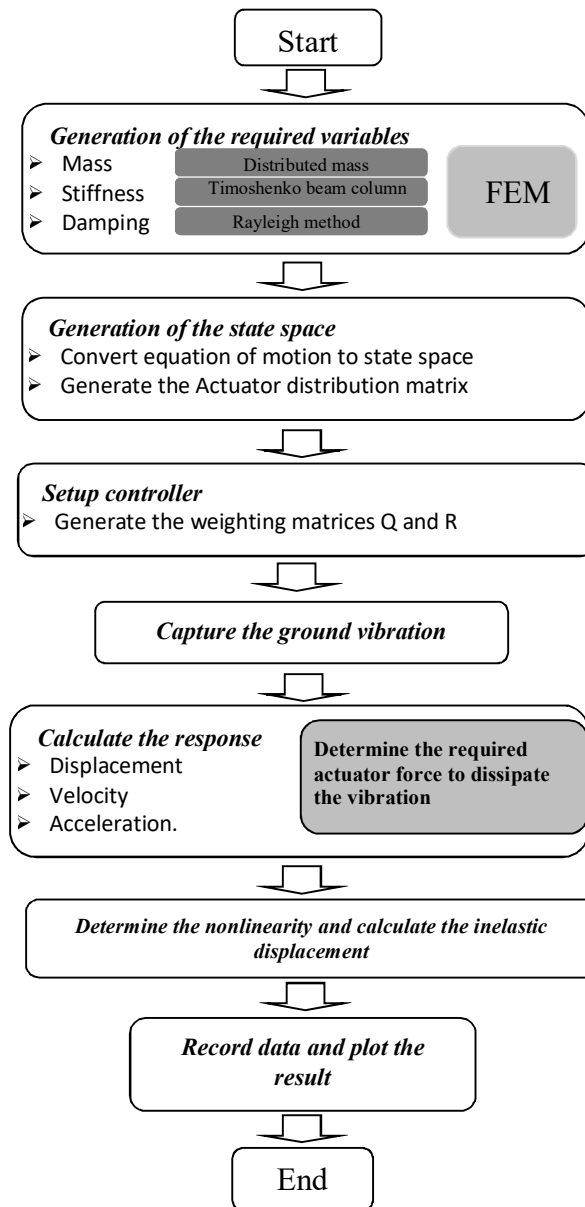 Start
Generation of the required variables
➢ Mass
Distributed mass
➢ Stiffness
Timoshenko beam column
➢ Damping
Rayleigh method
FEM
Generation of the state space
➢ Convert equation of motion to state space
➢ Generate the Actuator distribution matrix
Setup controller
➢ Generate the weighting matrices Q and R
Capture the ground vibration
Calculate the response
➢ Displacement
➢ Velocity
➢ Acceleration.
Determine the required
actuator force to dissipate
the vibration
Determine the nonlinearity and calculate the inelastic
displacement
Record data and plot the
result
End